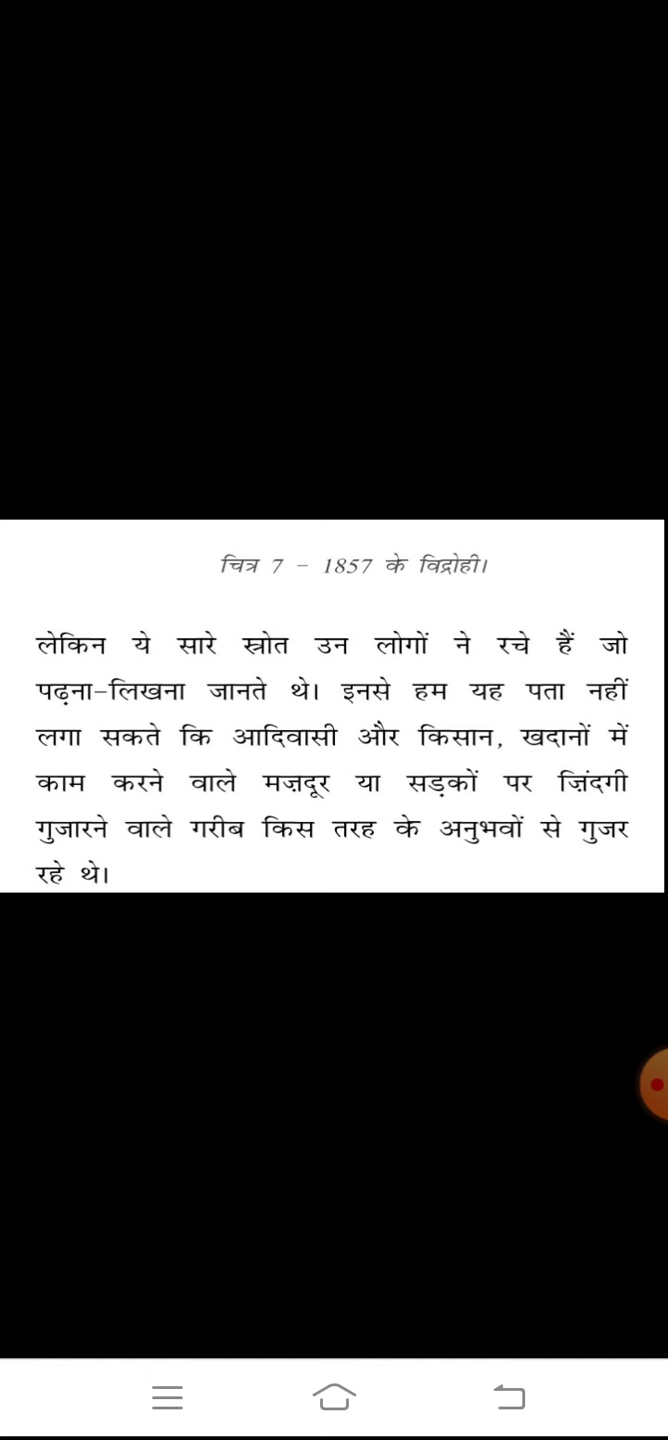 चित्र 7 – 1857 के विद्रोही।
लेकिन ये सारे स्रोत उन लोगों ने रचे हैं जो
पढ़ना-लिखना जानते थे। इनसे हम यह पता नहीं
लगा सकते कि आदिवासी और किसान, खदानों में
काम करने वाले मज़दूर या सड़कों पर ज़िंदगी
गुजारने वाले गरीब किस तरह के अनुभवों से गुजर
रहे थे।